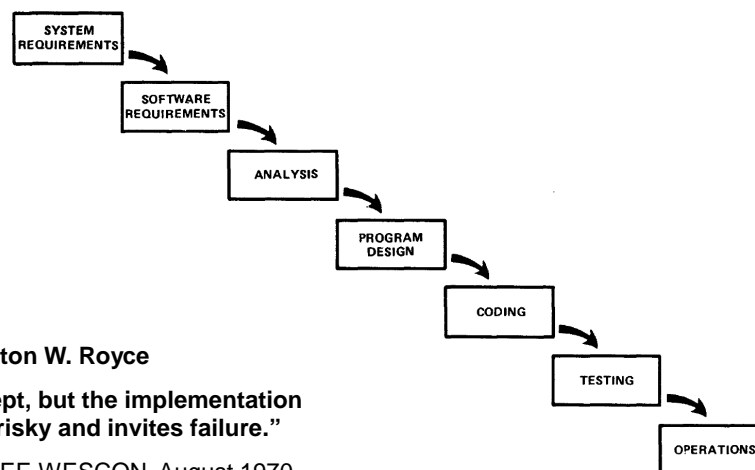 SYSTEM
REQUIREMENTS
SOFTWARE
REQUIREMENTS
ANALYSIS
PROGRAM
DESIGN
CODING
TESTING
OPERATIONS
ton W. Royce
ept, but the implementation
risky and invites failure.”
WESCON, August 1970